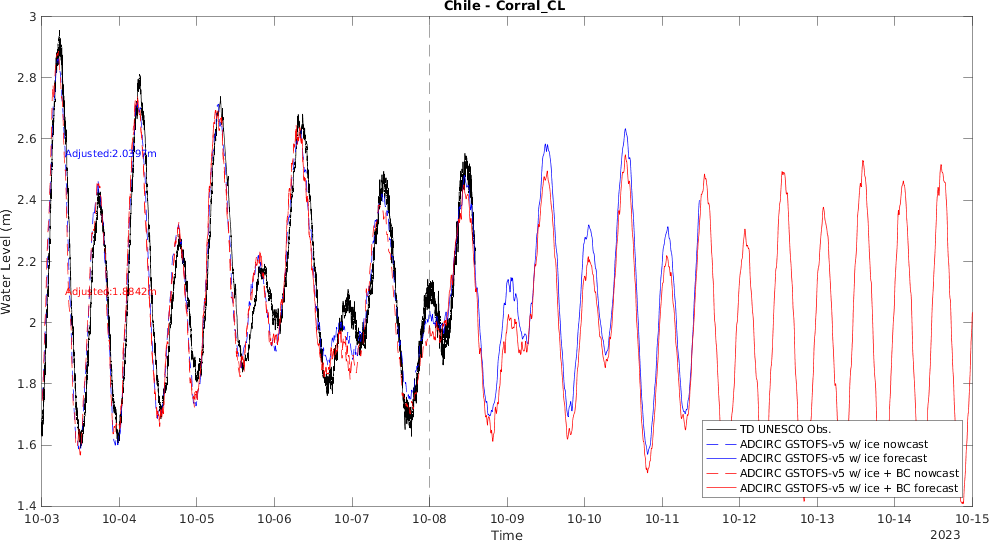 Chile - Corral_CL
3
2.8
2.6
2.4
2.2
2
1.8
1.6
1.4
Water Level (m)
Adjusted:2.0397m
Adjusted:1.8842m
TD UNESCO Obs.
ADCIRC GSTOFS-v5 w/ ice nowcast
ADCIRC GSTOFS-v5 w/ ice forecast
ADCIRC GSTOFS-v5 w/ ice + BC nowcast
ADCIRC GSTOFS-v5 w/ ice + BC forecast
10-03 10-04 10-05 10-06 10-07 10-08 10-09 10-10 10-11 10-12 10-13 10-14 10-15
Time
2023